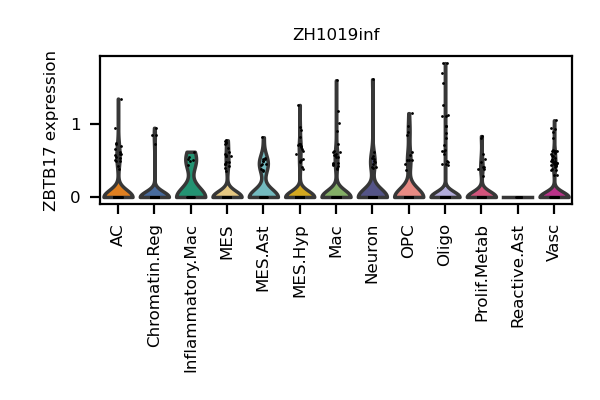 ZH1019inf
ZBTB17 expression
1
0
AC
Chromatin.Reg
Inflammatory.Mac
MES
MES.Ast
MES.Hyp
Mac
Neuron
OPC
Oligo
Prolif.Metab
Reactive.Ast
Vasc